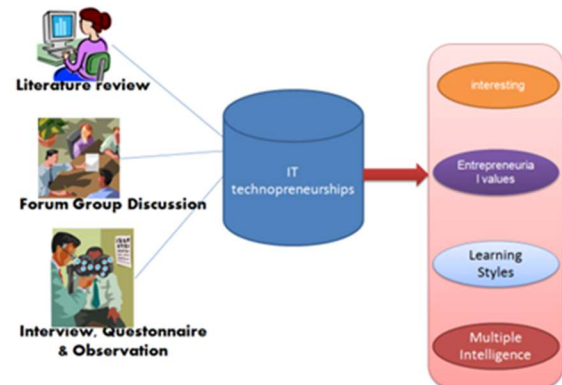 Literature review
Forum Group Discussion
Interview, Questonnaire
& Observation
IT
technopreneurships
interesting
Entrepreneuria
l values
Learning
Styles
Multiple
Intelligence